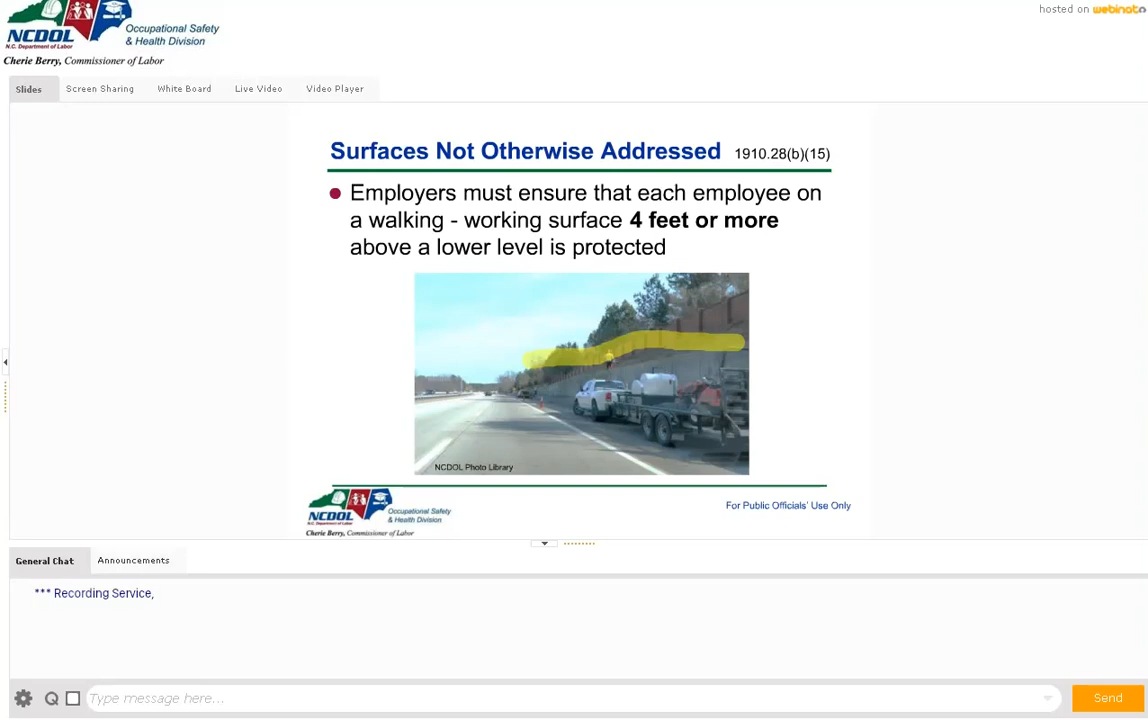 hosted on webinato
NCDOL
N.C. Department of Labor
Occupational Safety
& Health Division
Cherie Berry, Commissioner of Labor
Slides Screen Sharing White Board Live Video Video Player
Surfaces Not Otherwise Addressed 1910.28(b)(15)
Employers must ensure that each employee on
a walking - working surface 4 feet or more
above a lower level is protected
NCDOL Photo Library
NCDOL
N.C. Department of Labor
Occupational Safety
& Health Division
Cherie Berry, Commissioner of Labor
For Public Officials' Use Only
General Chat Announcements
*** Recording Service,
Type message here...
Send